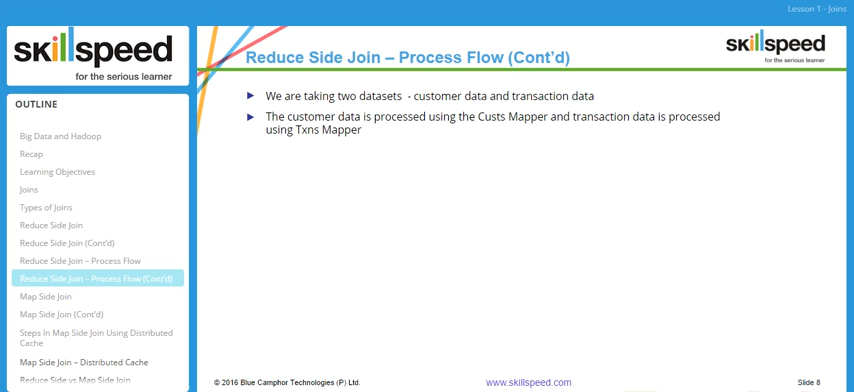 Lesson 1 - Joins
skillspeed
for the serious learner
OUTLINE
Big Data and Hadoop
Recap
Learning Objectives
Joins
Types of Joins
Reduce Side Join
Reduce Side Join (Cont'd)
Reduce Side Join – Process Flow
Reduce Side Join – Process Flow (Cont'd)
Map Side Join
Map Side Join (Cont'd)
Steps In Map Side Join Using Distributed
Cache
Map Side Join – Distributed Cache
Reduce Side vs Map Side Join
Reduce Side Join – Process Flow (Cont'd)
skillspeed
for the serious learner
We are taking two datasets - customer data and transaction data
The customer data is processed using the Custs Mapper and transaction data is processed
using Txns Mapper
© 2016 Blue Camphor Technologies (P) Ltd.
www.skillspeed.com
Slide 8